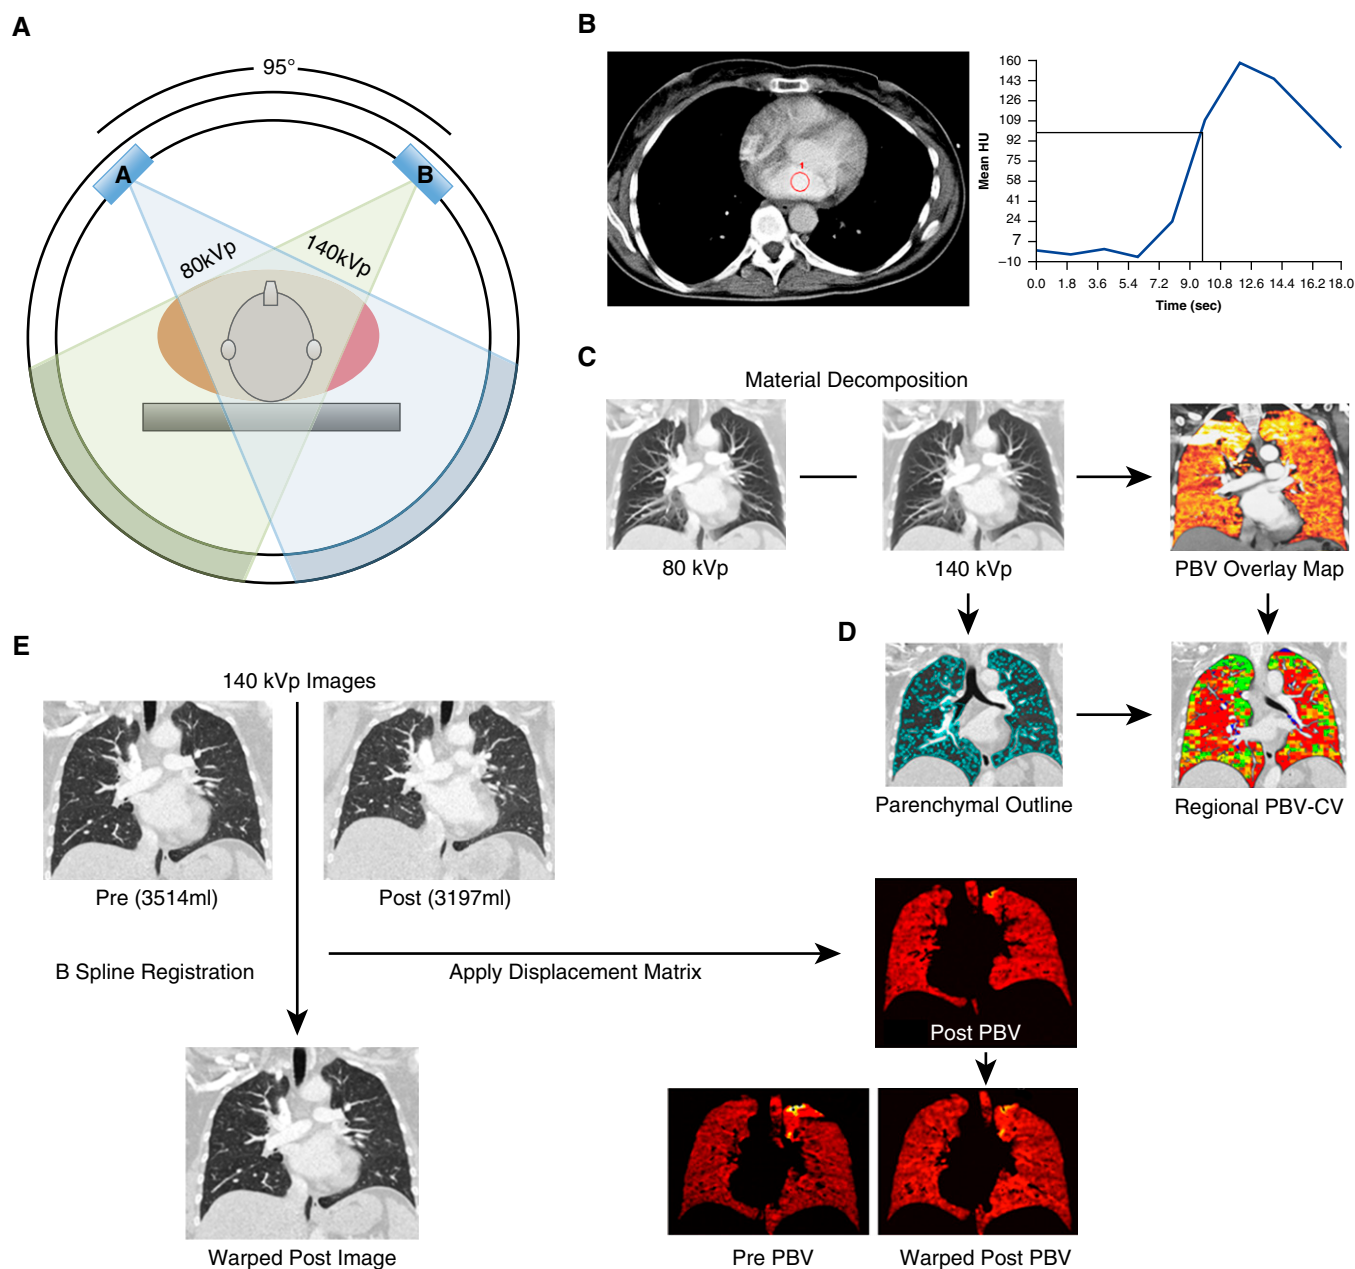 A
95°
A
B
80kVp
140kVp
B
1
Mean HU
160
143
126
109
92
75
58
41
24
7
–10
0.0 1.8 3.6 5.4 7.2 9.0 10.8 12.6 14.4 16.2 18.0
Time (sec)
C
Material Decomposition
80 kVp
140 kVp
PBV Overlay Map
D
Parenchymal Outline
Regional PBV-CV
E
140 kVp Images
Pre (3514ml)
Post (3197ml)
B Spline Registration
Apply Displacement Matrix
Post PBV
Warped Post Image
Pre PBV
Warped Post PBV